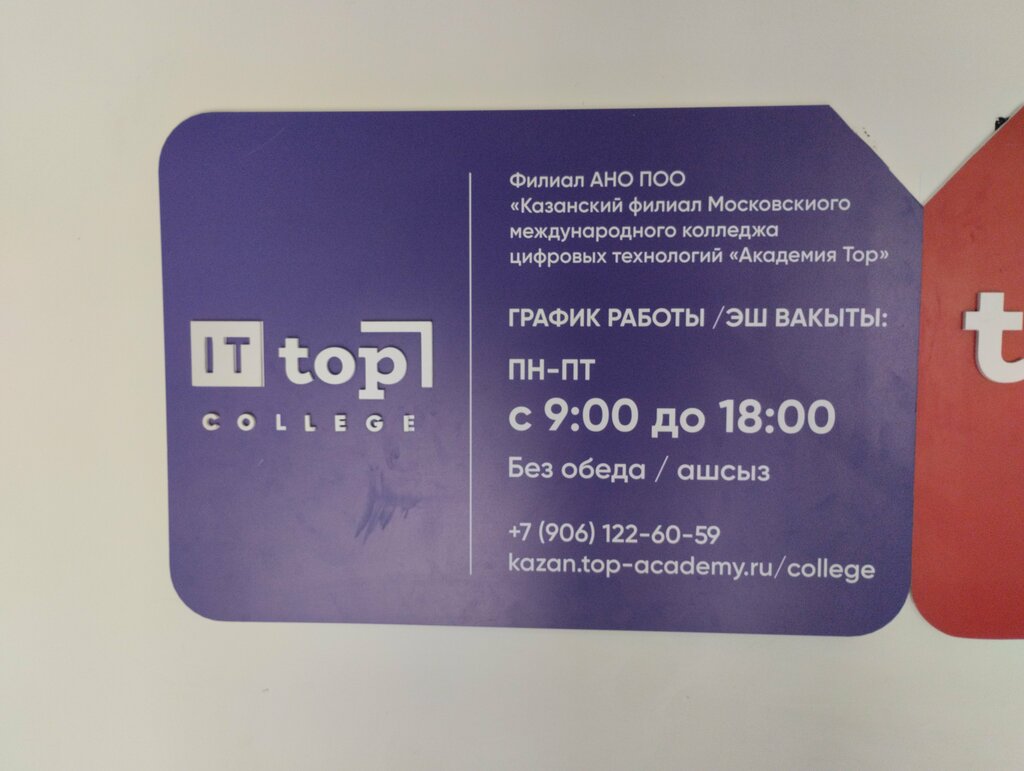 IT top
COLLEGE
Филиал АНО ПОО
«Казанский филиал Московскиого
международного колледжа
цифровых технологий «Академия Top»
ГРАФИК РАБОТЫ /ЭШ ВАКЫТЫ:
ПН-ПТ
с 9:00 до 18:00
Без обеда / ашсыз
+7 (906) 122-60-59
kazan.top-academy.ru/college
t